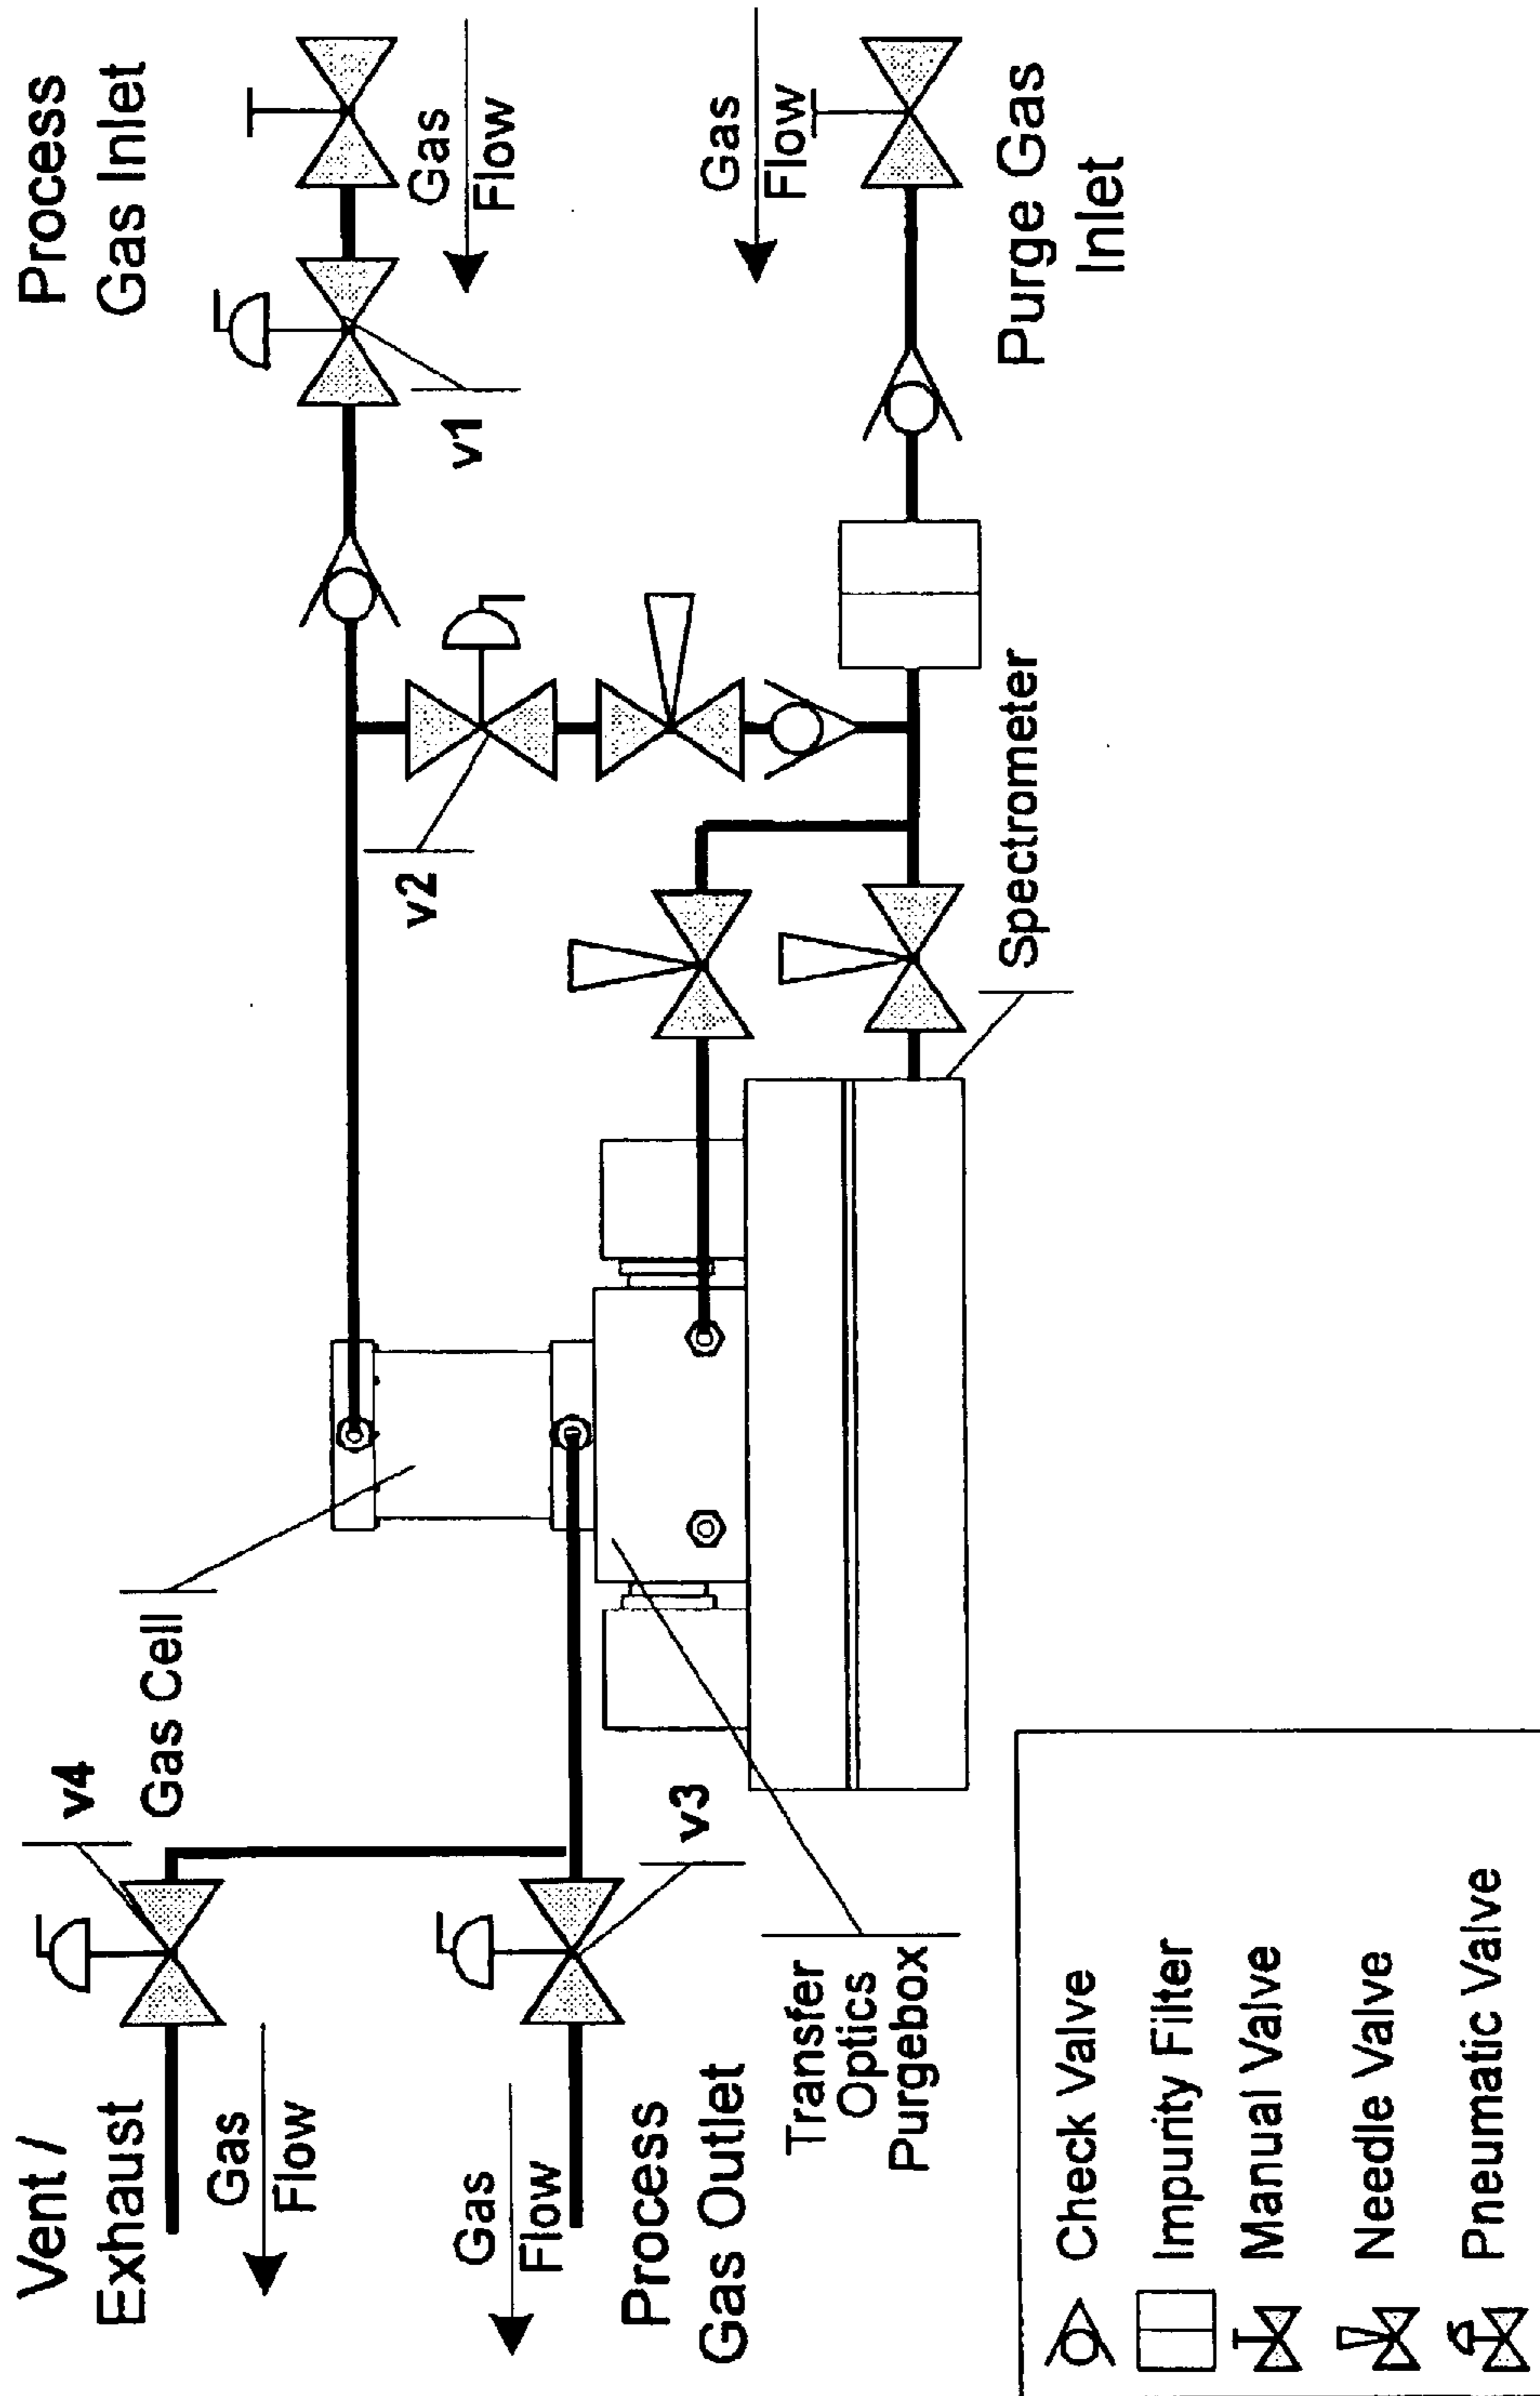 Process
Gas Inlet
Gas
Flow
v1
Gas
Flow
Purge Gas
Inlet
v2
Spectrometer
Gas Cell
v4
v3
Transfer
Optics
Purgebox
Vent /
Exhaust
Gas
Flow
Gas
Flow
Process
Gas Outlet
Check Valve
Impurity Filter
Manual Valve
Needle Valve
Pneumatic Valve